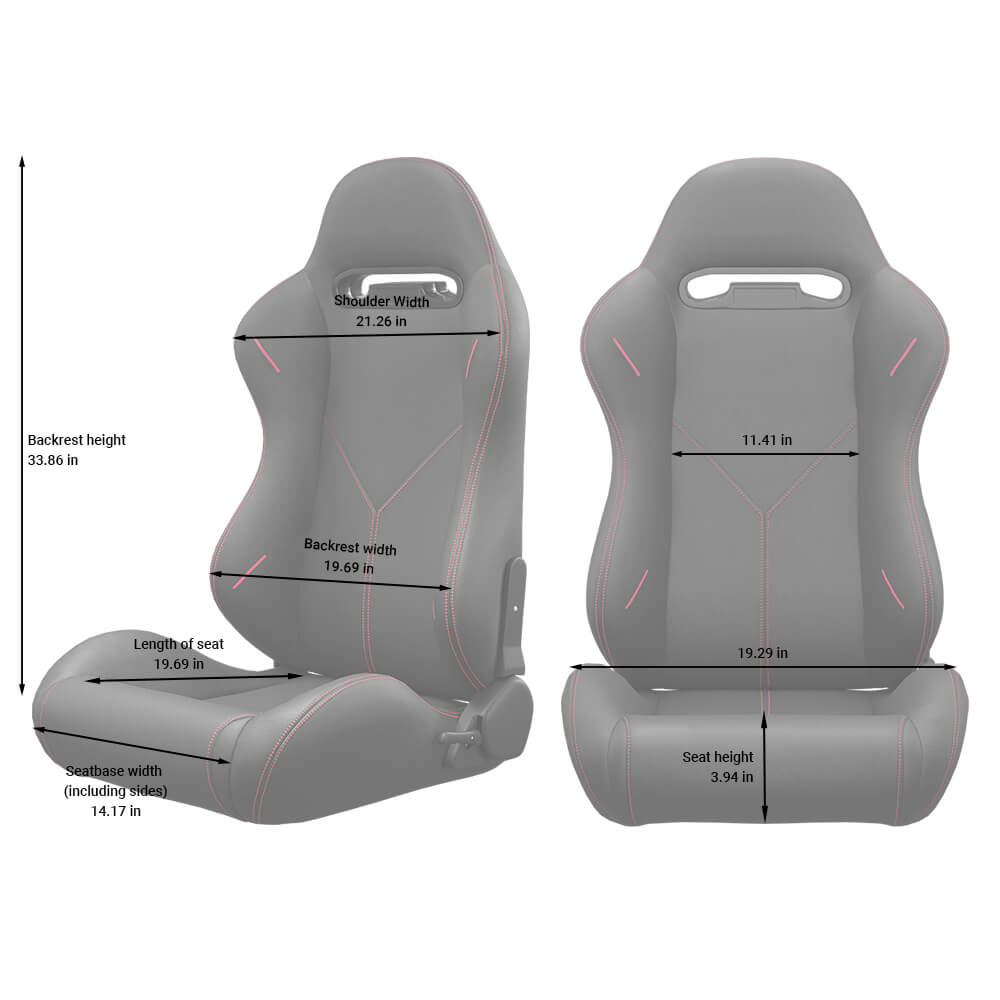 Shoulder Width
21.26 in
Backrest height
33.86 in
11.41 in
Backrest width
19.69 in
Length of seat
19.69 in
19.29 in
Seatbase width
(including sides)
14.17 in
Seat height
3.94 in